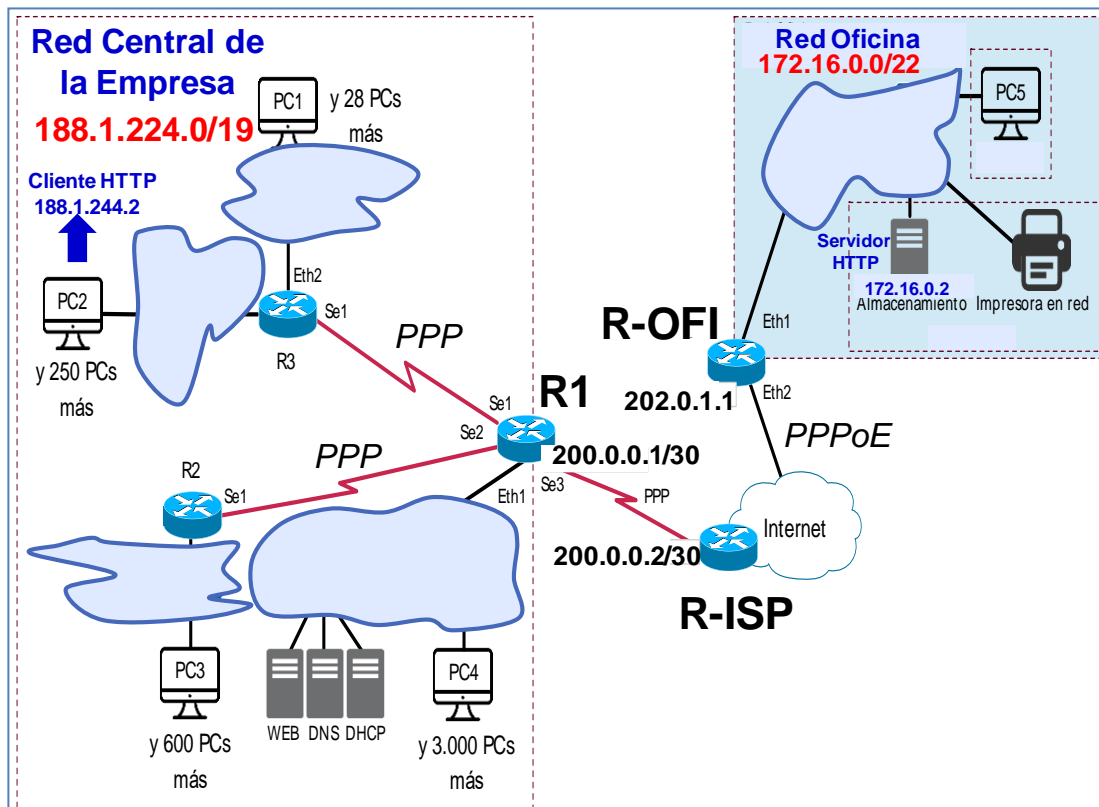 Red Central de
la Empresa
188.1.224.0/19
PC1
y 28 PCs
más
Cliente HTTP
188.1.244.2
PC2
y 250 PCs
más
Eth2
Se1
R3
PPP
Se1
Se2
R1
200.0.0.1/30
Eth1
Se3
PPP
PPP
R2
Se1
PC3
y 600 PCs
más
WEB
DNS
DHCP
PC4
y 3.000 PCs
más
200.0.0.2/30
R-ISP
Internet
Red Oficina
172.16.0.0/22
PC5
Servidor
HTTP
172.16.0.2
Almacenamiento
Impresora en red
R-OFI
Eth1
202.0.1.1
Eth2
PPPoE